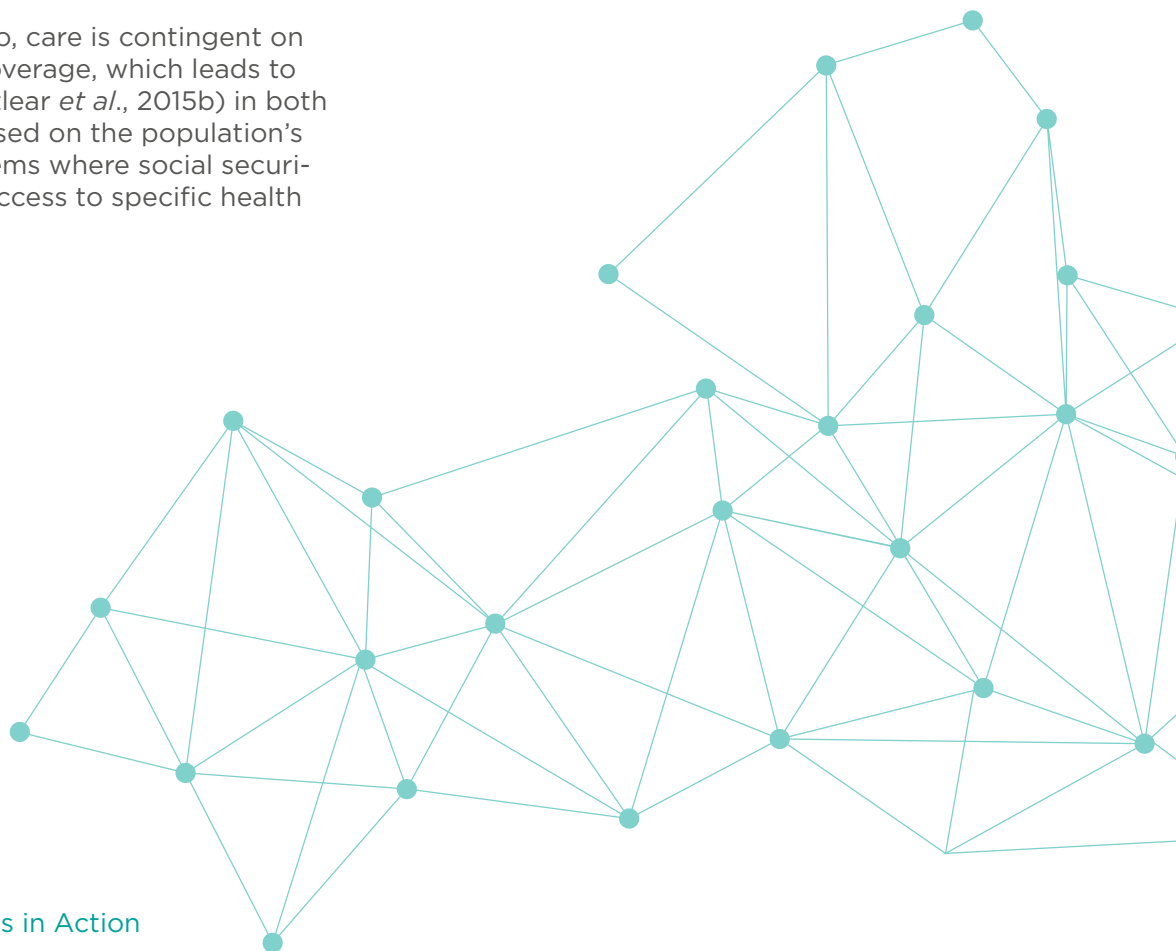 o, care is contingent on
overage, which leads to
tlear et al., 2015b) in both
sed on the population's
ems where social securi-
ccess to specific health
s in Action